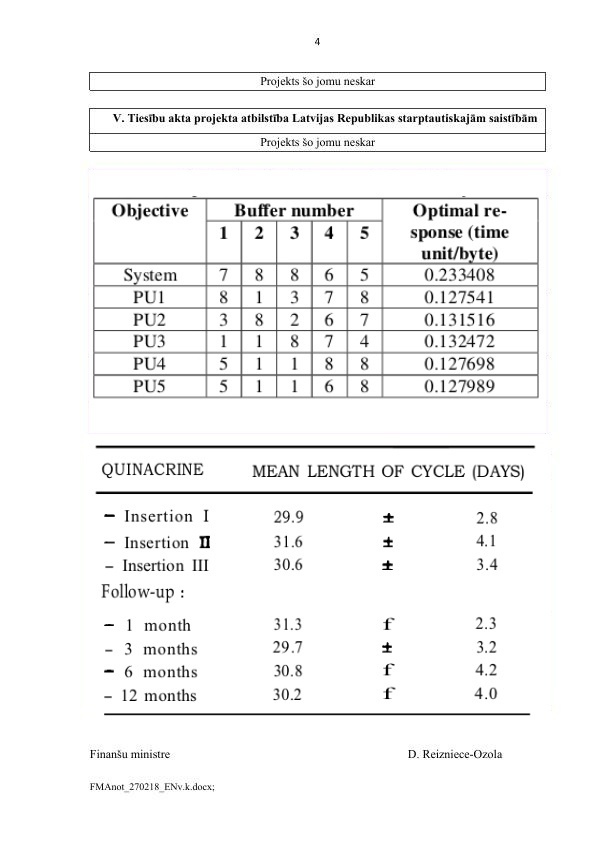 4
Projekts šo jomu neskar
V. Tiesību akta projekta atbilstība Latvijas Republikas starptautiskajām saistībām
Projekts šo jomu neskar
Objective Buffer number Optimal re-
1 2 3 4 5 sponse (time
unit/byte)
System 7 8 8 6 5 0.233408
PU1 8 1 3 7 8 0.127541
PU2 3 8 2 6 7 0.131516
PU3 1 1 8 7 4 0.132472
PU4 5 1 1 8 8 0.127698
PU5 5 1 1 6 8 0.127989
QUINACRINE MEAN LENGTH OF CYCLE (DAYS)
– Insertion I 29.9 ± 2.8
– Insertion II 31.6 ± 4.1
– Insertion III 30.6 ± 3.4
Follow-up :
– 1 month 31.3 f 2.3
– 3 months 29.7 ± 3.2
– 6 months 30.8 f 4.2
– 12 months 30.2 f 4.0
Finanšu ministre D. Reizniece-Ozola
FMAnot_270218_ENv.k.docx;